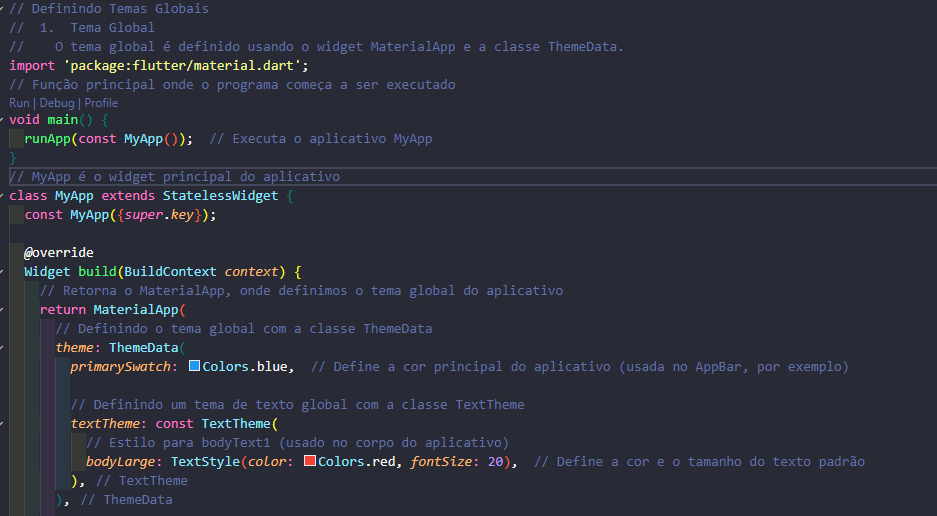 // Definindo Temas Globais
//  1.  Tema Global
//    O tema global é definido usando o widget MaterialApp e a classe ThemeData.
import 'package:flutter/material.dart';
// Função principal onde o programa começa a ser executado
Run | Debug | Profile
void main() {
  runApp(const MyApp());  // Executa o aplicativo MyApp
}
// MyApp é o widget principal do aplicativo
class MyApp extends StatelessWidget {
  const MyApp({super.key});

  @override
  Widget build(BuildContext context) {
    // Retorna o MaterialApp, onde definimos o tema global do aplicativo
    return MaterialApp(
      // Definindo o tema global com a classe ThemeData
      theme: ThemeData(
        primarySwatch: Colors.blue,  // Define a cor principal do aplicativo (usada no AppBar, por exemplo)

        // Definindo um tema de texto global com a classe TextTheme
        textTheme: const TextTheme(
          // Estilo para bodyText1 (usado no corpo do aplicativo)
          bodyLarge: TextStyle(color: Colors.red, fontSize: 20),  // Define a cor e o tamanho do texto padrão
        ), // TextTheme
      ), // ThemeData